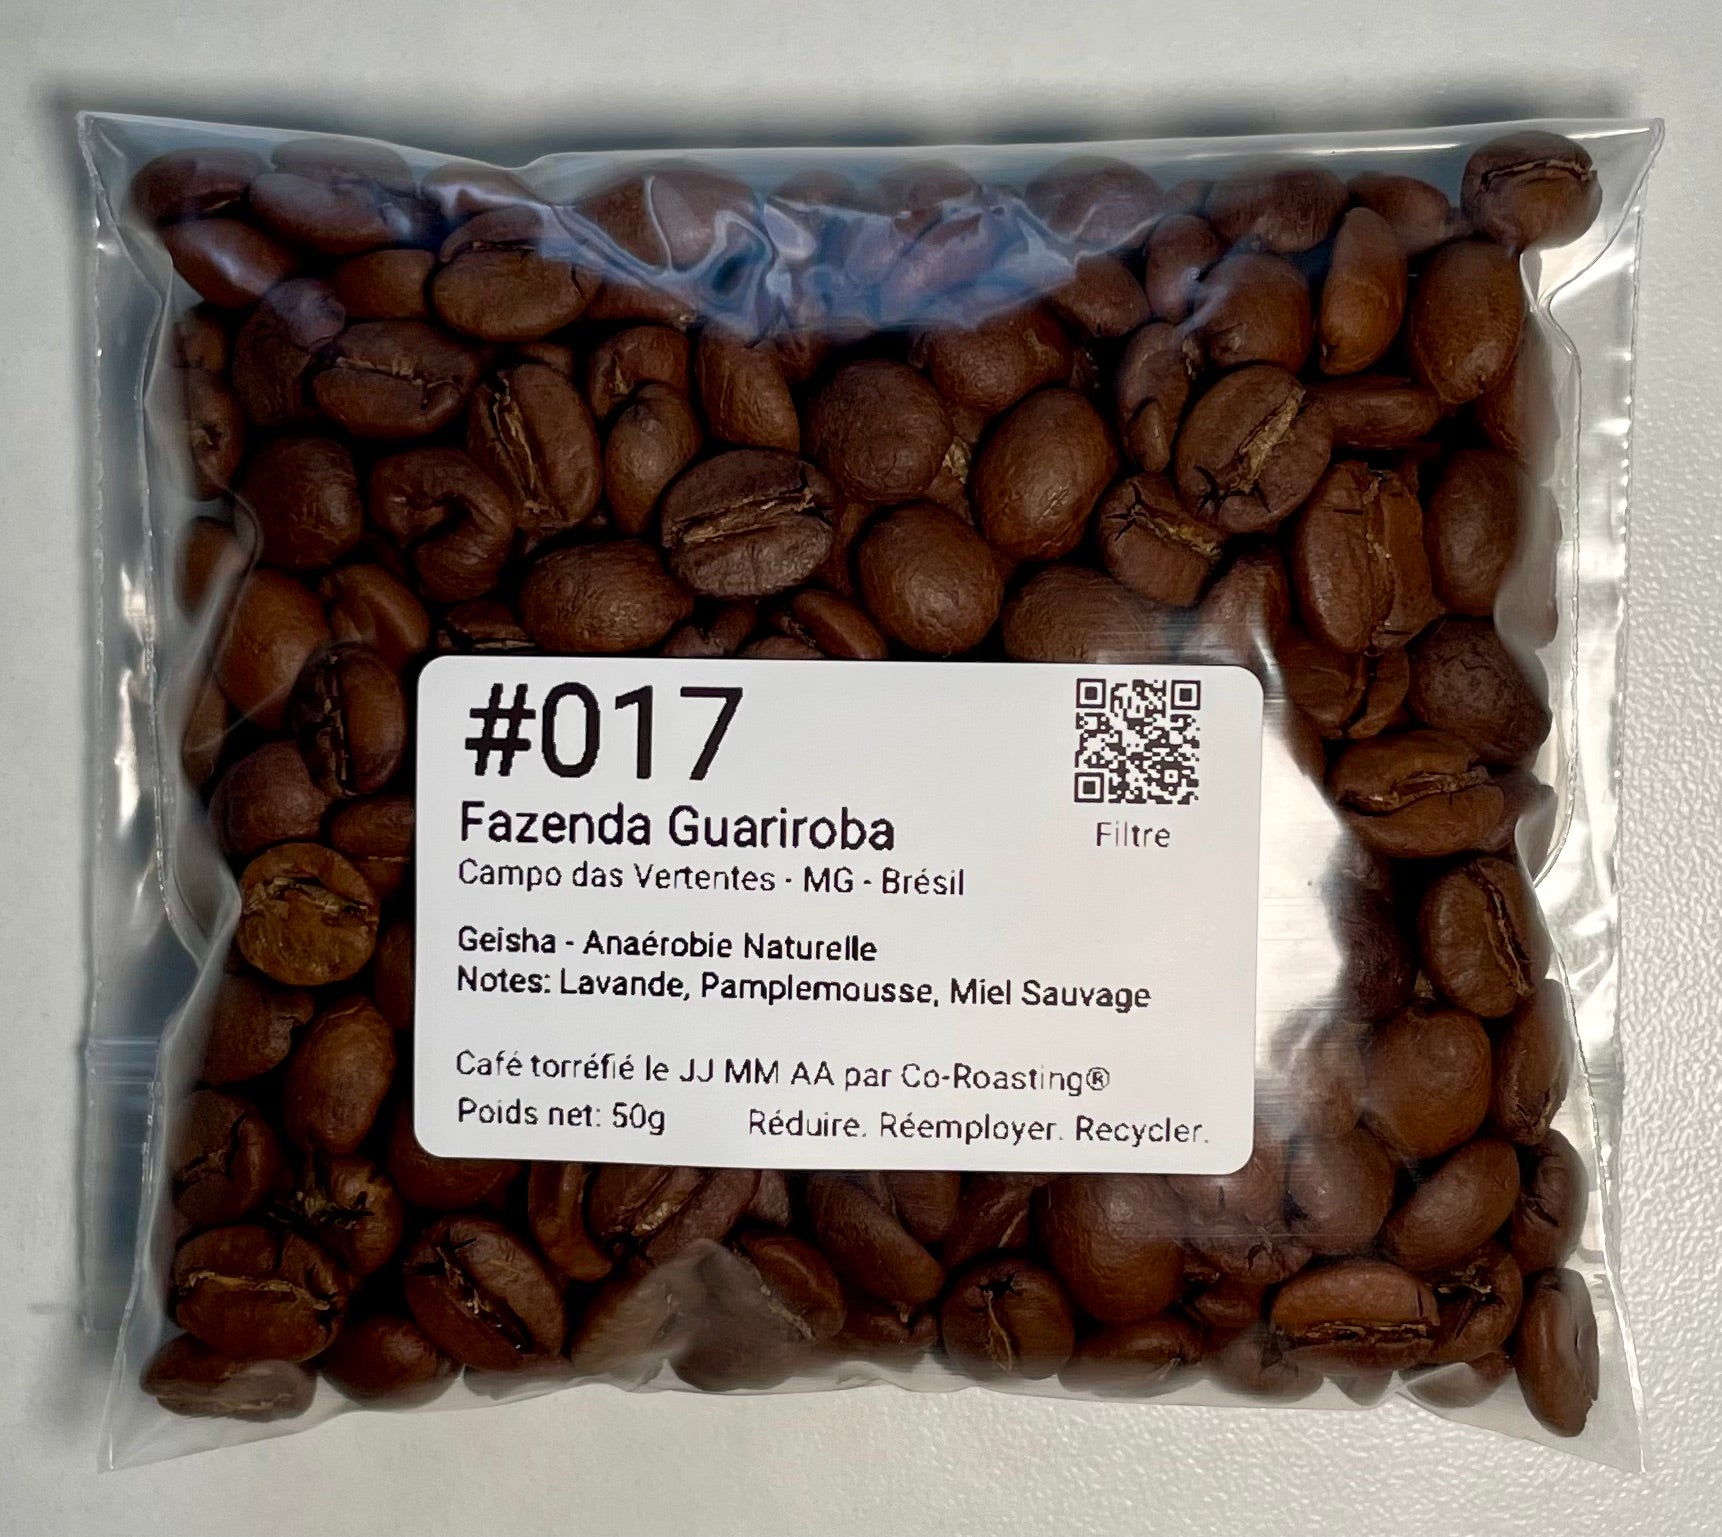 #017
Filtre
Fazenda Guariroba
Campo das Vertentes - MG - Brésil
Geisha - Anaérobie Naturelle
Notes: Lavande, Pamplemousse, Miel Sauvage
Café torréfié le JJ MM AA par Co-Roasting®
Poids net: 50g Réduire. Réemployer. Recycler.